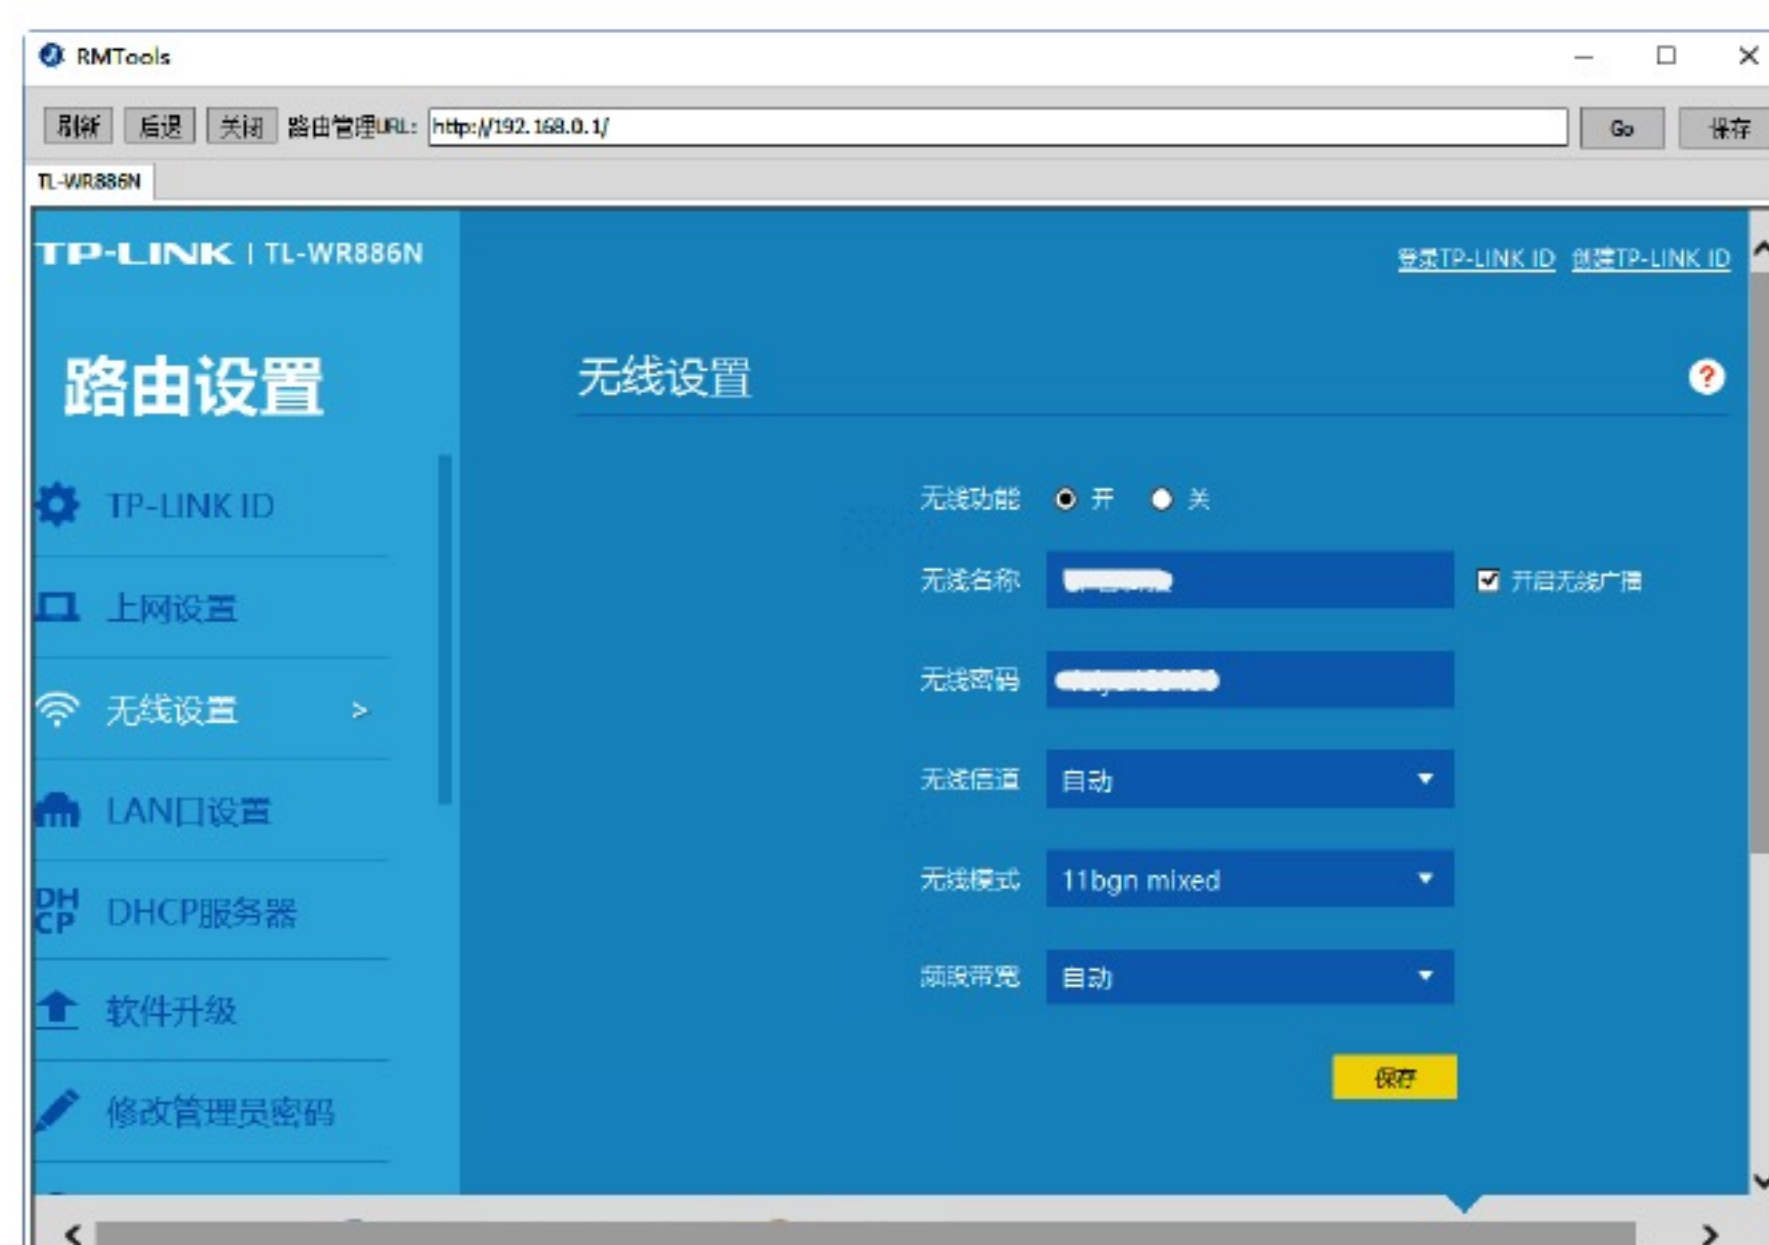 RMTools
刷新 后退 关闭 路由管理URL: http://192.168.0.1/ Go 保存
TL-WR886N
TP-LINK | TL-WR886N
登录TP-LINK ID 创建TP-LINK ID
路由设置
无线设置
?
TP-LINK ID
上网设置
无线设置 >
LAN口设置
DHCP DHCP服务器
软件升级
修改管理员密码
无线功能 开 关
无线名称 开启无线广播
无线密码
无线信道 自动
无线模式 11bgn mixed
频段带宽 自动
保存